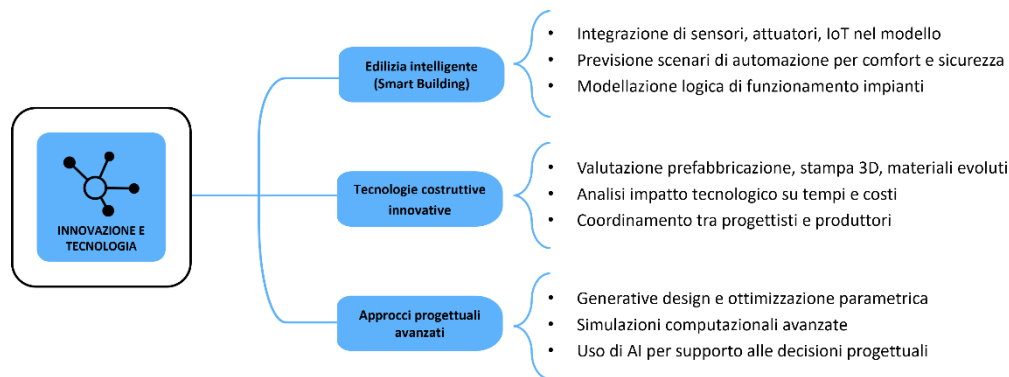 INNOVAZIONE E
TECNOLOGIA
Edilizia intelligente
(Smart Building)
• Integrazione di sensori, attuatori, IoT nel modello
• Previsione scenari di automazione per comfort e sicurezza
• Modellazione logica di funzionamento impianti
Tecnologie costruttive
innovative
• Valutazione prefabbricazione, stampa 3D, materiali evoluti
• Analisi impatto tecnologico su tempi e costi
• Coordinamento tra progettisti e produttori
Approcci progettuali
avanzati
• Generative design e ottimizzazione parametrica
• Simulazioni computazionali avanzate
• Uso di AI per supporto alle decisioni progettuali